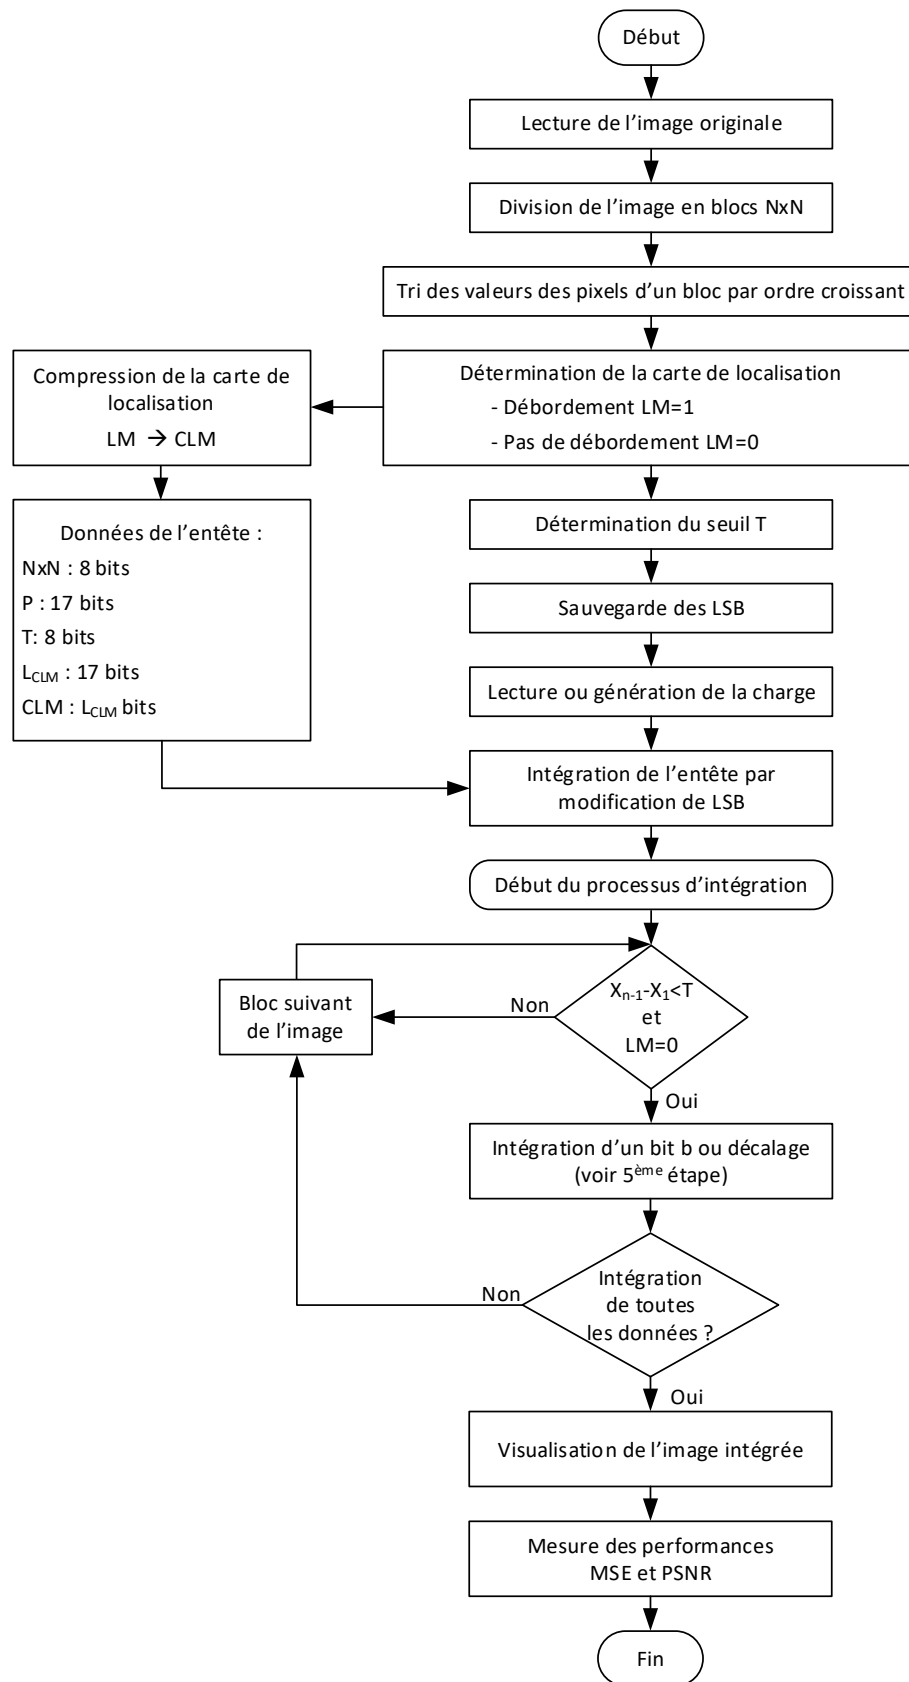 Début
Lecture de l’image originale
Division de l’image en blocs NxN
Tri des valeurs des pixels d’un bloc par ordre croissant
Détermination de la carte de localisation
- Débordement LM=1
- Pas de débordement LM=0
Compression de la carte de
localisation
LM → CLM
Données de l’entête :
NxN : 8 bits
P : 17 bits
T: 8 bits
L_CLM : 17 bits
CLM : L_CLM bits
Détermination du seuil T
Sauvegarde des LSB
Lecture ou génération de la charge
Intégration de l’entête par
modification de LSB
Début du processus d’intégration
X_n-1-X_1<T
et
LM=0
Non
Bloc suivant
de l’image
Oui
Intégration d’un bit b ou décalage
(voir 5ème étape)
Intégration
de toutes
les données ?
Non
Oui
Visualisation de l’image intégrée
Mesure des performances
MSE et PSNR
Fin